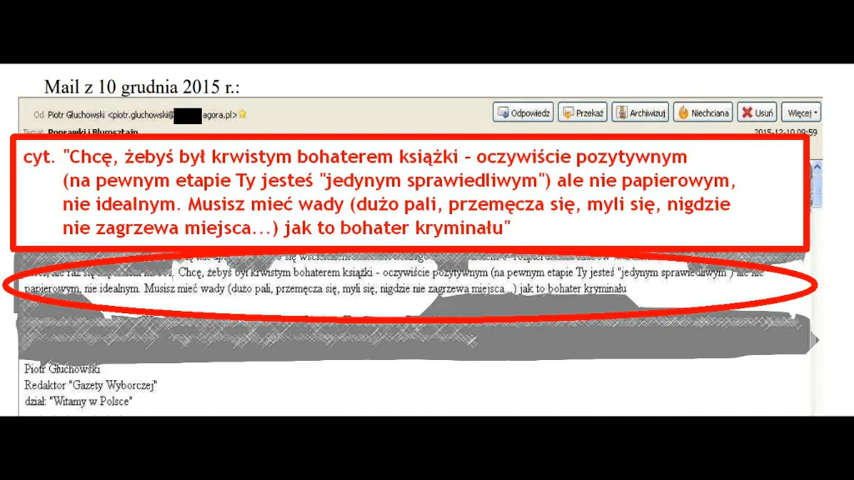 Mail z 10 grudnia 2015 r.:
Od Piotr Głuchowski <piotr.gluchowski@ agora.pl>
Odpowiedz Przekaż Archiwizuj Niechciana Usuń Więcej
Temat Poprawki i Blumsztajn 2015-12-10 09:59
cyt. "Chcę, żebyś był krwistym bohaterem książki - oczywiście pozytywnym
(na pewnym etapie Ty jesteś "jedynym sprawiedliwym") ale nie papierowym,
nie idealnym. Musisz mieć wady (dużo pali, przemęcza się, myli się, nigdzie
nie zagrzewa miejsca...) jak to bohater kryminału"
Chcę, żebyś był krwistym bohaterem książki - oczywiście pozytywnym (na pewnym etapie Ty jesteś "jedynym sprawiedliwym") ale nie
papierowym, nie idealnym. Musisz mieć wady (dużo pali, przemęcza się, myli się, nigdzie nie zagrzewa miejsca...) jak to bohater kryminału
Piotr Głuchowski
Redaktor "Gazety Wyborczej"
dział: "Witamy w Polsce"